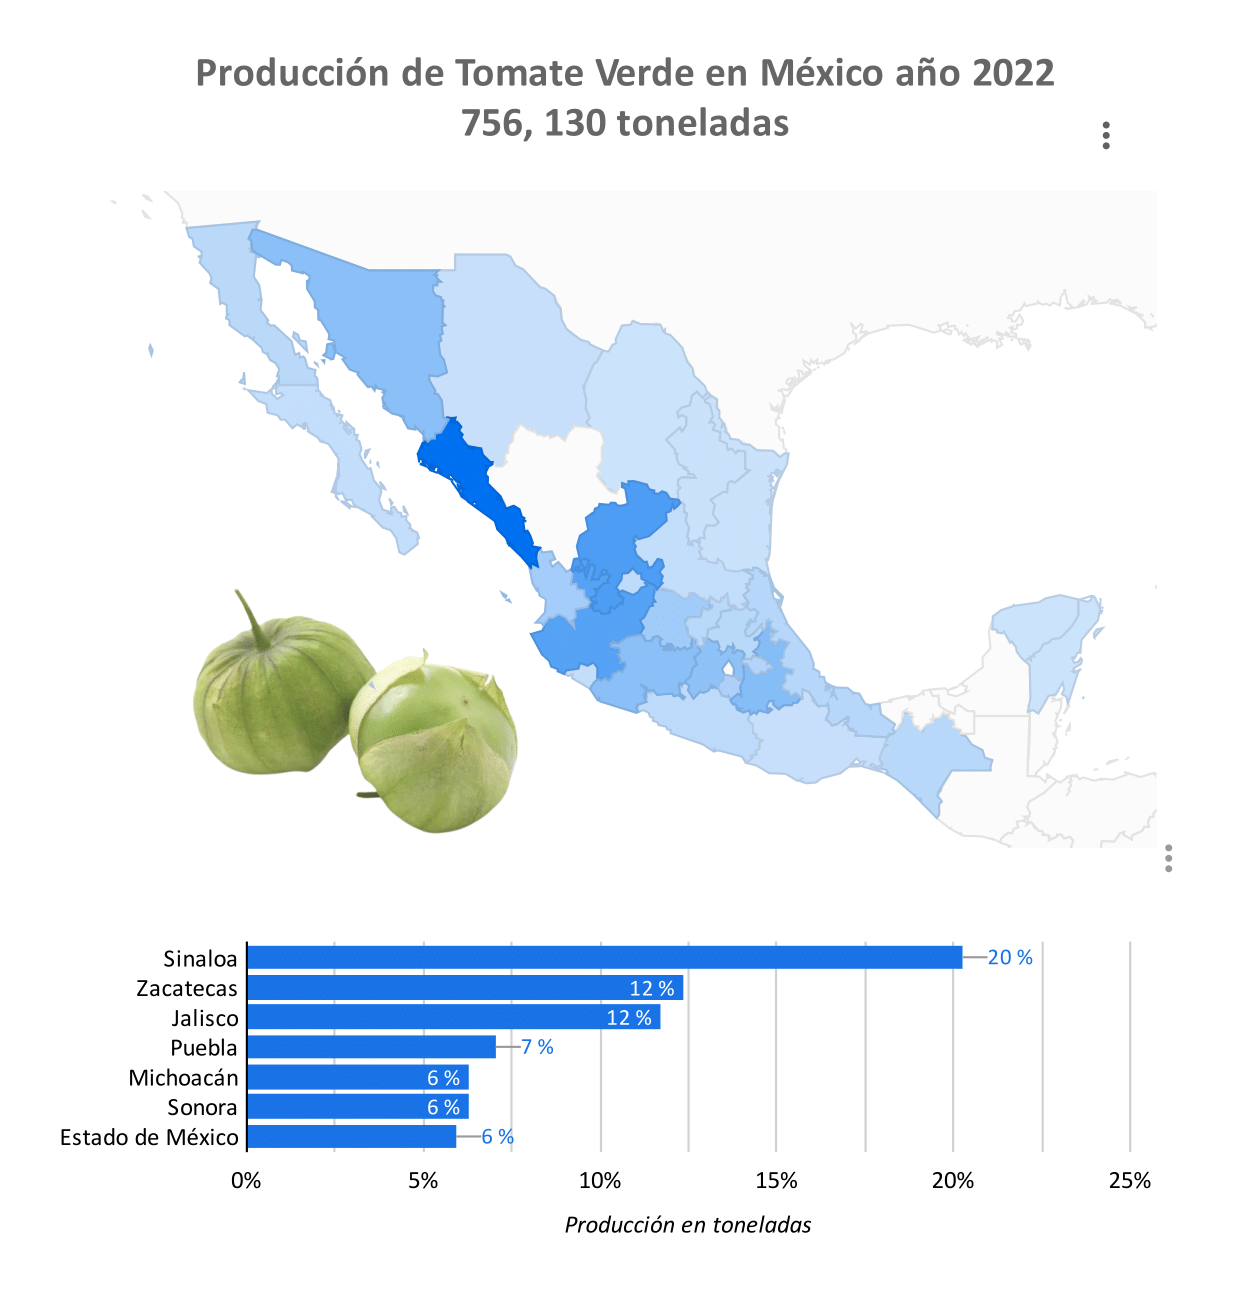 Producción de Tomate Verde en México año 2022
756, 130 toneladas
Sinaloa 20 %
Zacatecas 12 %
Jalisco 12 %
Puebla 7 %
Michoacán 6 %
Sonora 6 %
Estado de México 6 %
0% 5% 10% 15% 20% 25%
Producción en toneladas